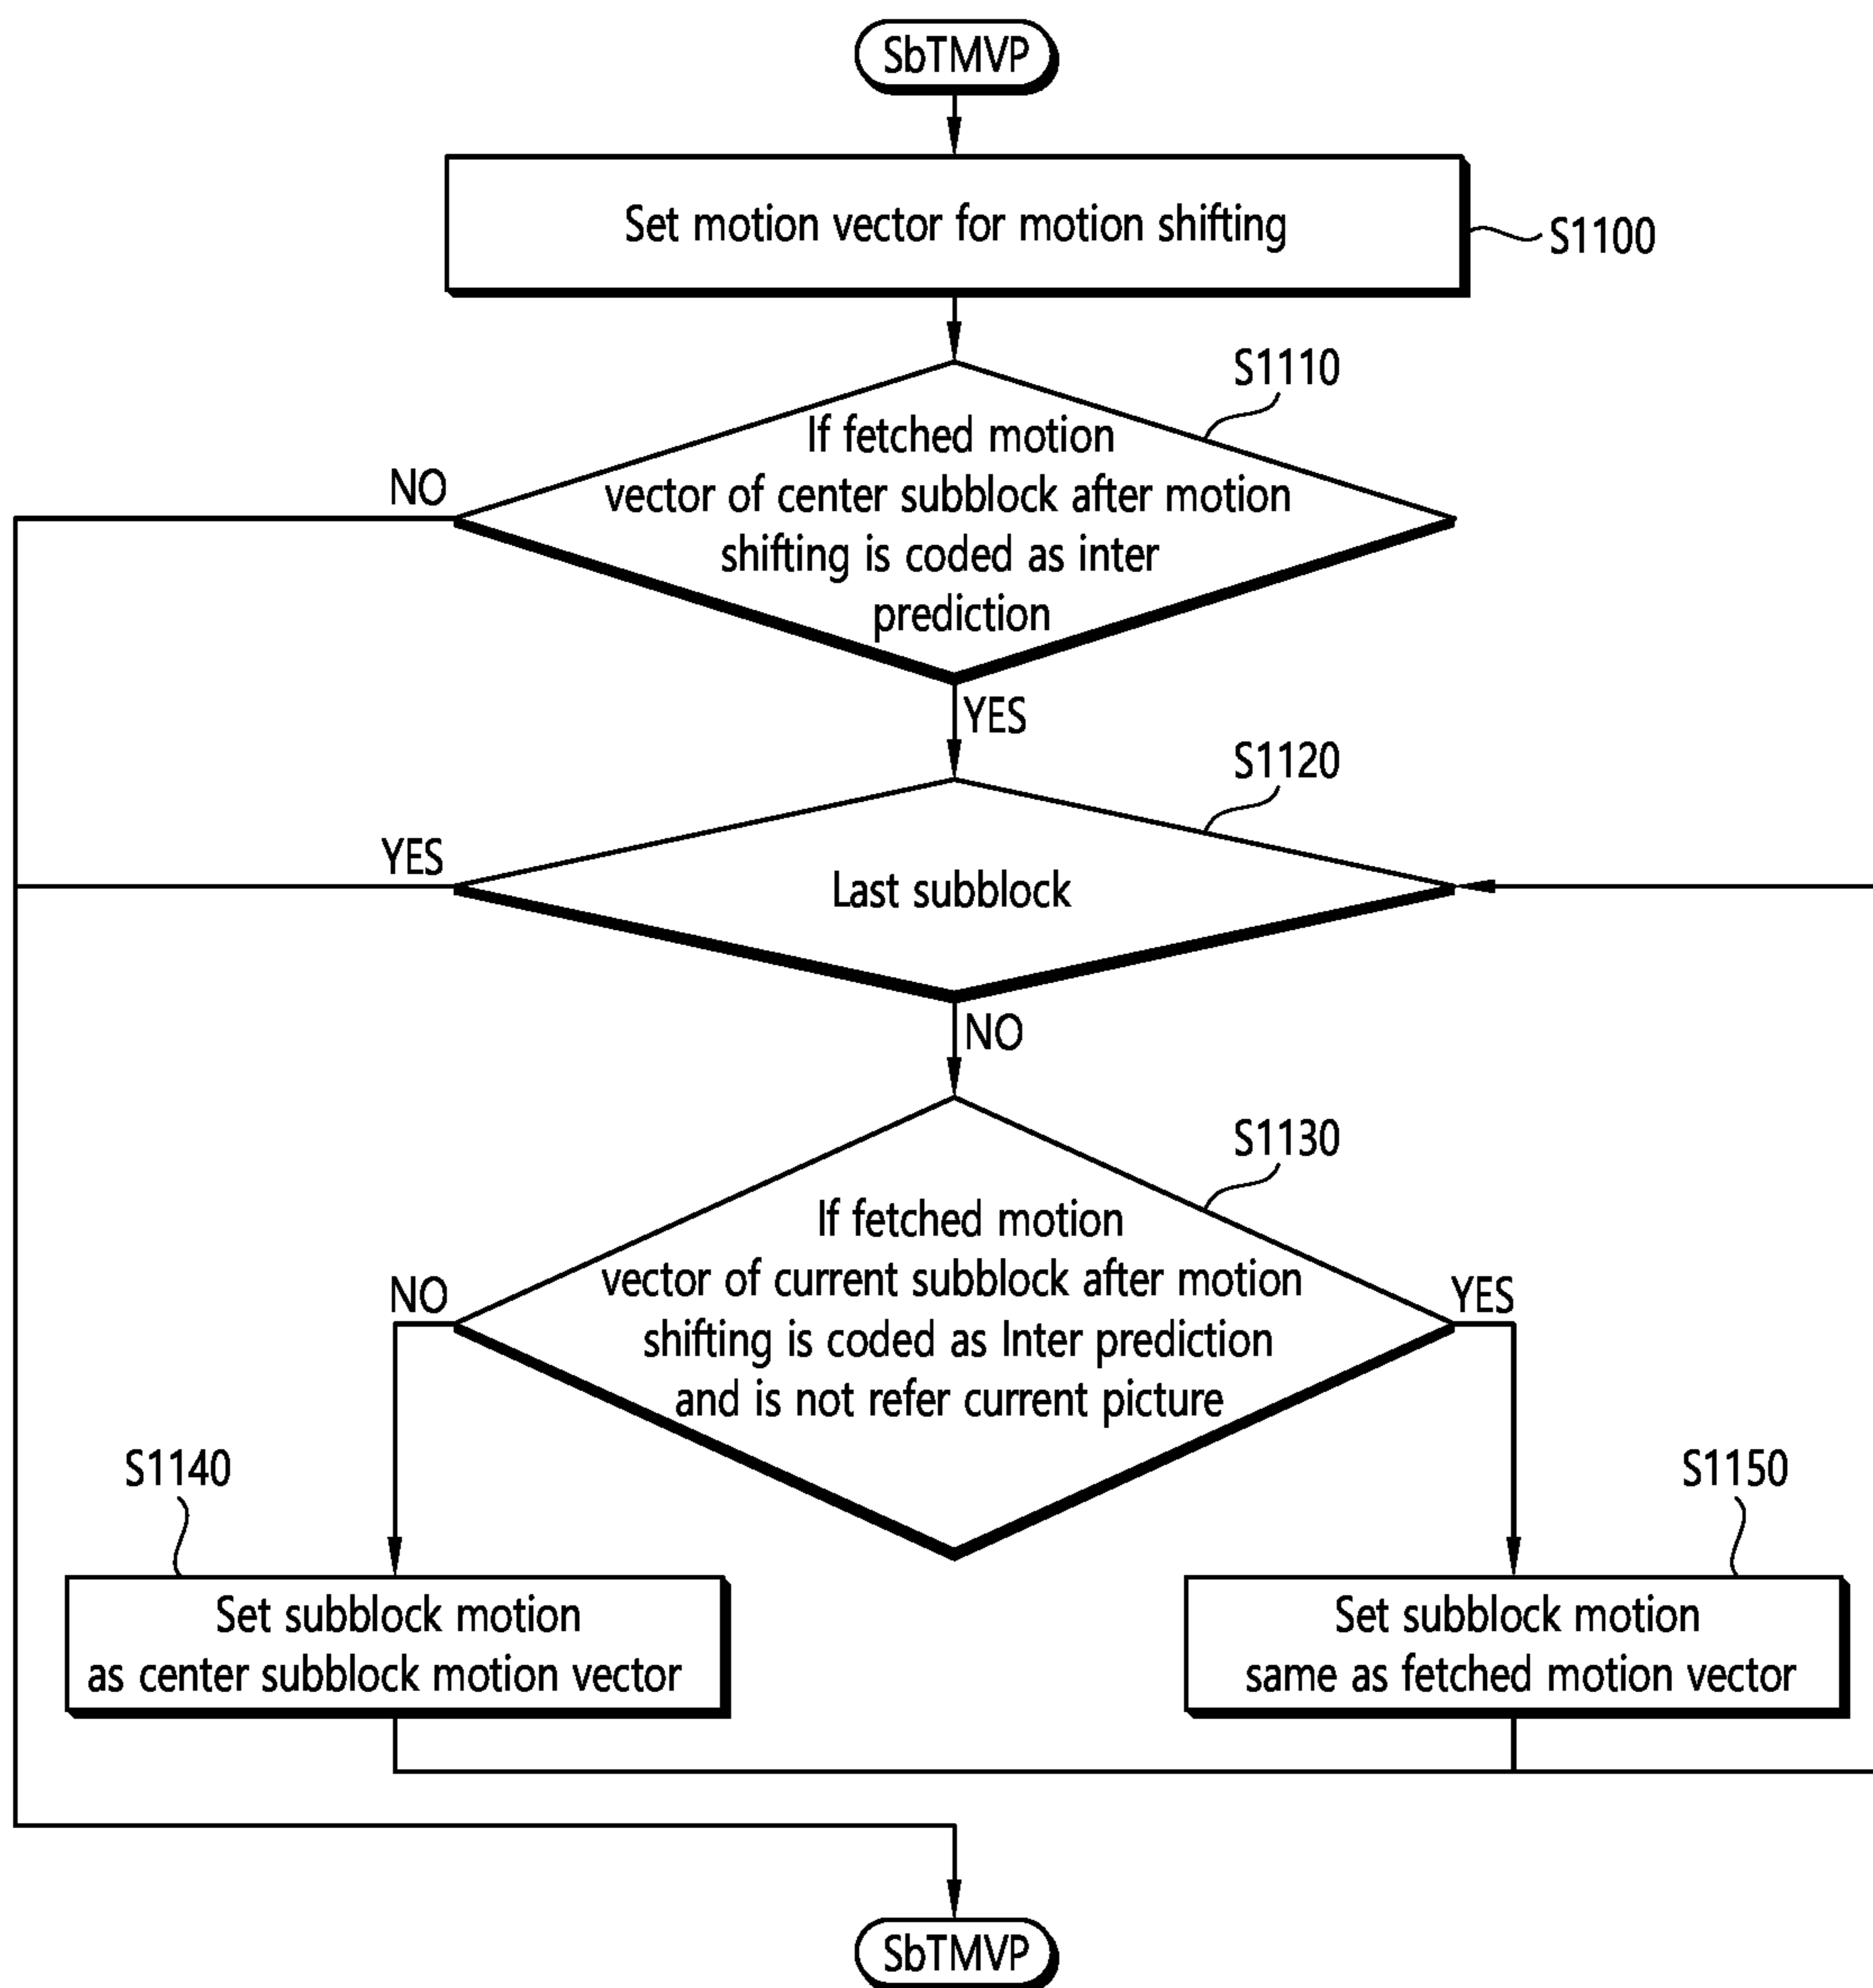 SbTMVP
Set motion vector for motion shifting
S1100
S1110
If fetched motion
vector of center subblock after motion
shifting is coded as inter
prediction
NO
YES
S1120
YES
Last subblock
NO
S1130
If fetched motion
vector of current subblock after motion
shifting is coded as Inter prediction
and is not refer current picture
NO
YES
S1140
Set subblock motion
as center subblock motion vector
S1150
Set subblock motion
same as fetched motion vector
SbTMVP